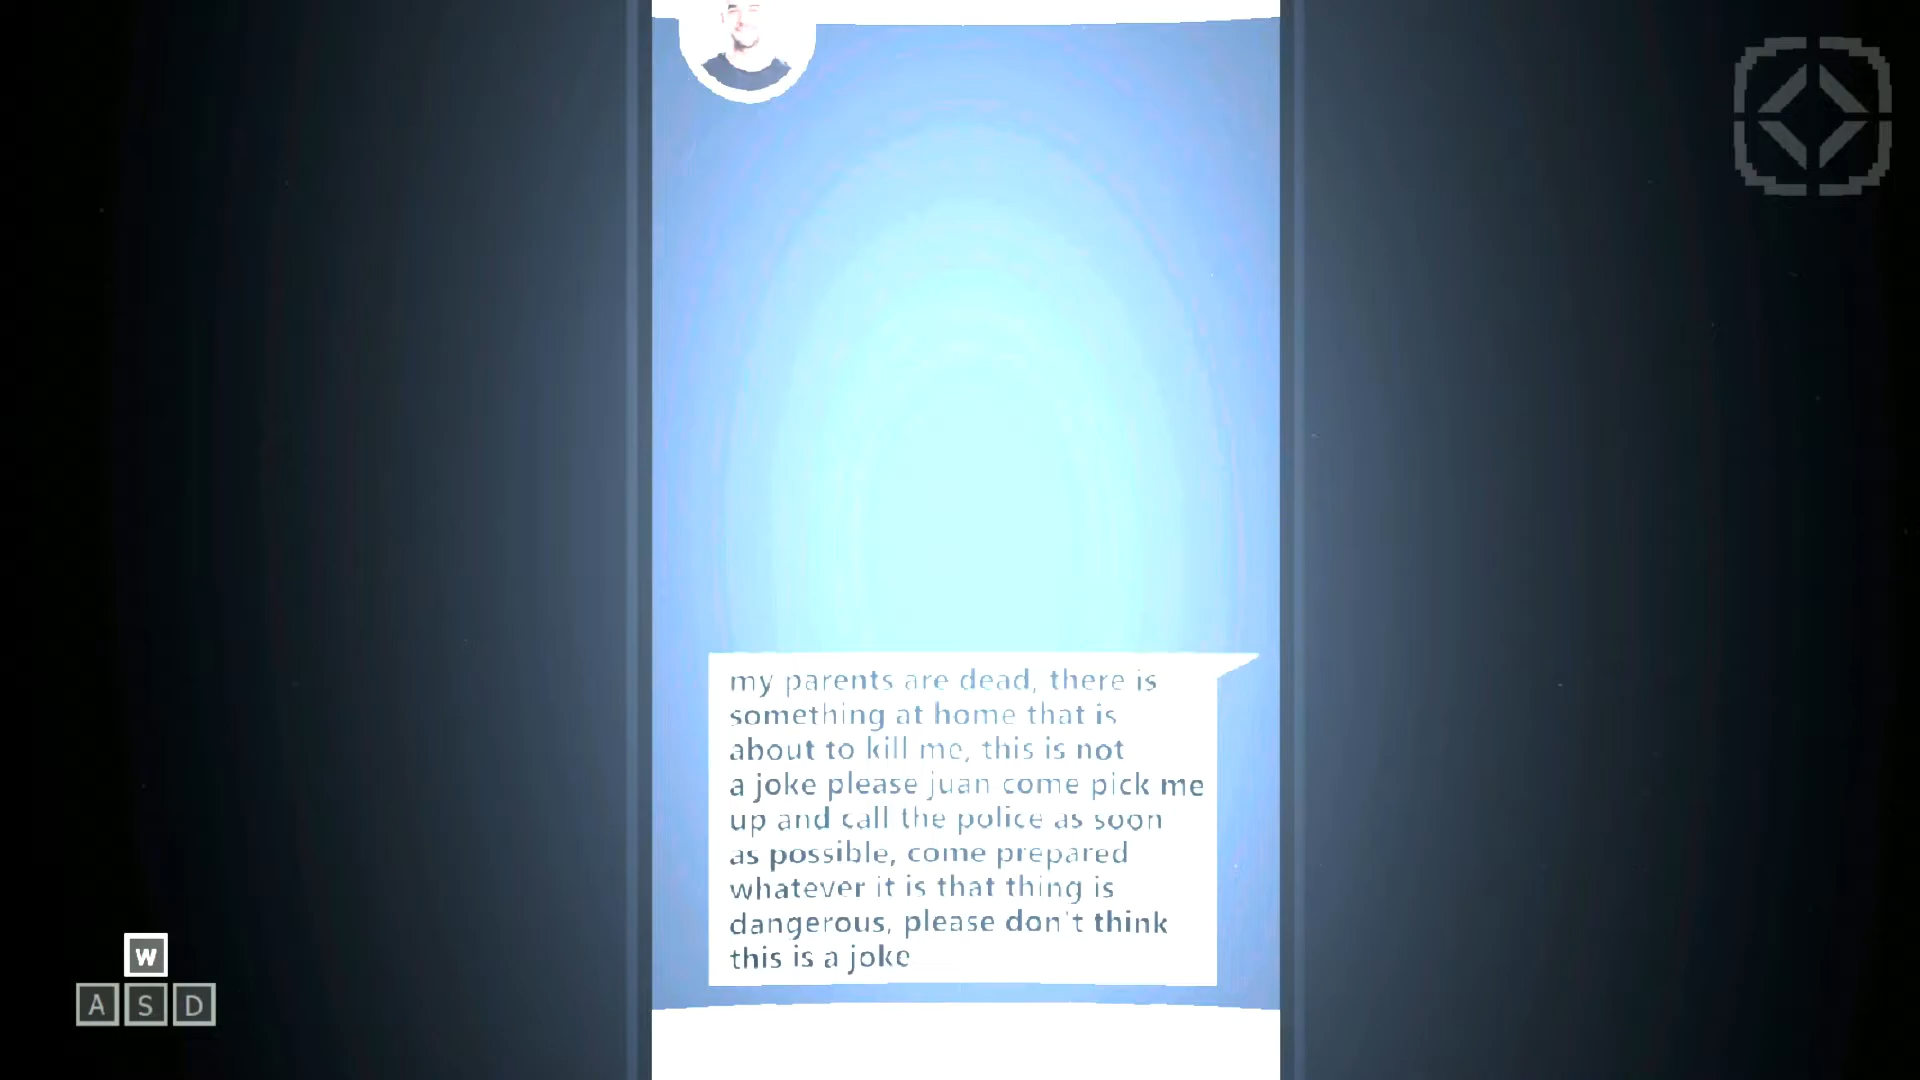 my parents are dead, there is
something at home that is
about to kill me, this is not
a joke please juan come pick me
up and call the police as soon
as possible, come prepared
whatever it is that thing is
dangerous, please don't think
this is a joke
W
A S D